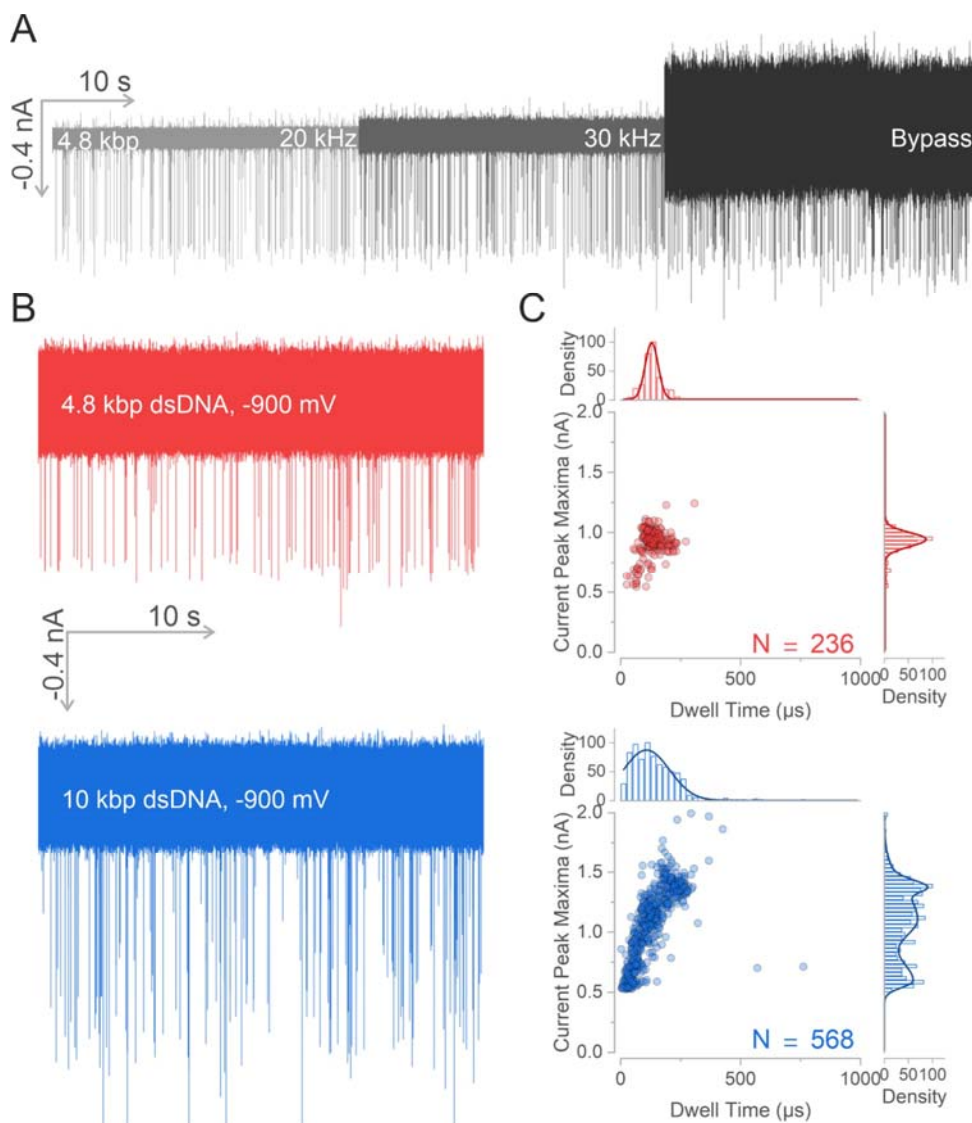 A
10 s
-0.4 nA
4.8 kbp
20 kHz
30 kHz
Bypass
B
4.8 kbp dsDNA, -900 mV
10 s
-0.4 nA
10 kbp dsDNA, -900 mV
C
Density
100
50
0
Current Peak Maxima (nA)
2.0
1.5
1.0
0.5
0.0
N = 236
0
500
1000
Dwell Time (µs)
0
50
100
Density
Density
100
50
0
Current Peak Maxima (nA)
2.0
1.5
1.0
0.5
0.0
N = 568
0
500
1000
Dwell Time (µs)
0
50
100
Density